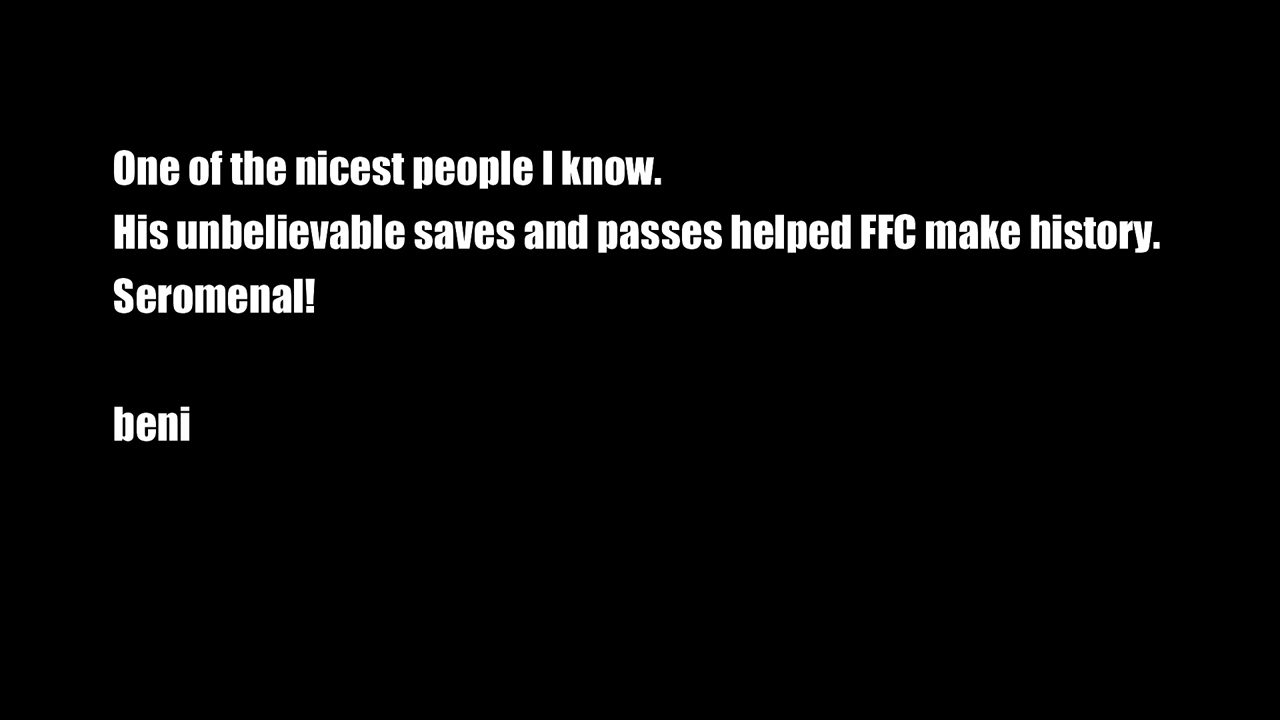 One of the nicest people I know.
His unbelievable saves and passes helped FFC make history.
Seromenal!
beni